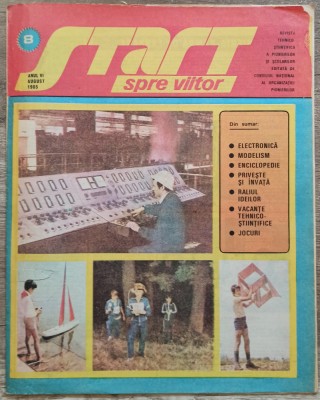 8
START
spre viitor
ANUL VI
AUGUST
1985
REVISTĂ
TEHNICO-
ȘTIINȚIFICĂ
A PIONIERILOR
ȘI ȘCOLARILOR
EDITATĂ DE
CONSILIUL NAȚIONAL
AL ORGANIZAȚIEI
PIONIERILOR
Din sumar:
● ELECTRONICĂ
● MODELISM
● ENCICLOPEDIE
● PRIVEȘTE
ȘI ÎNVAȚĂ
● RALIUL
IDEILOR
● VACANȚE
TEHNICO-
ȘTIINȚIFICE
● JOCURI